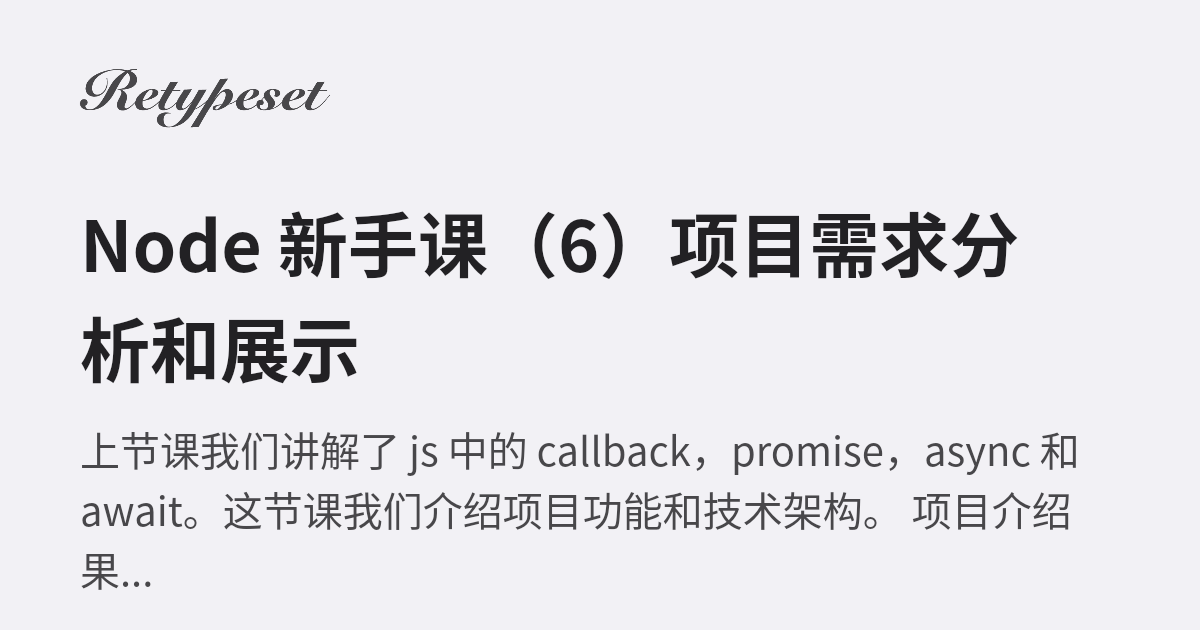 Retypeset
Node 新手课（6）项目需求分
析和展示
上节课我们讲解了 js 中的 callback，promise，async 和
await。这节课我们介绍项目功能和技术架构。 项目介绍
果...